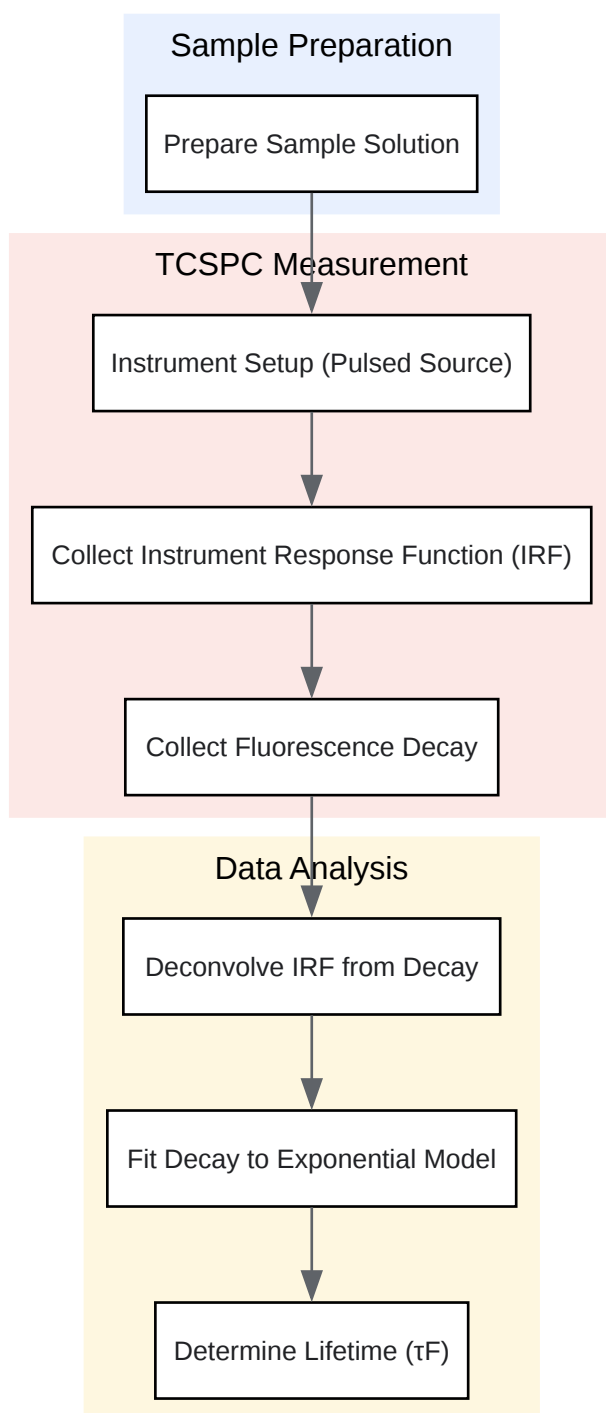 Sample Preparation
Prepare Sample Solution
TCSPC Measurement
Instrument Setup (Pulsed Source)
Collect Instrument Response Function (IRF)
Collect Fluorescence Decay
Data Analysis
Deconvolve IRF from Decay
Fit Decay to Exponential Model
Determine Lifetime (τF)